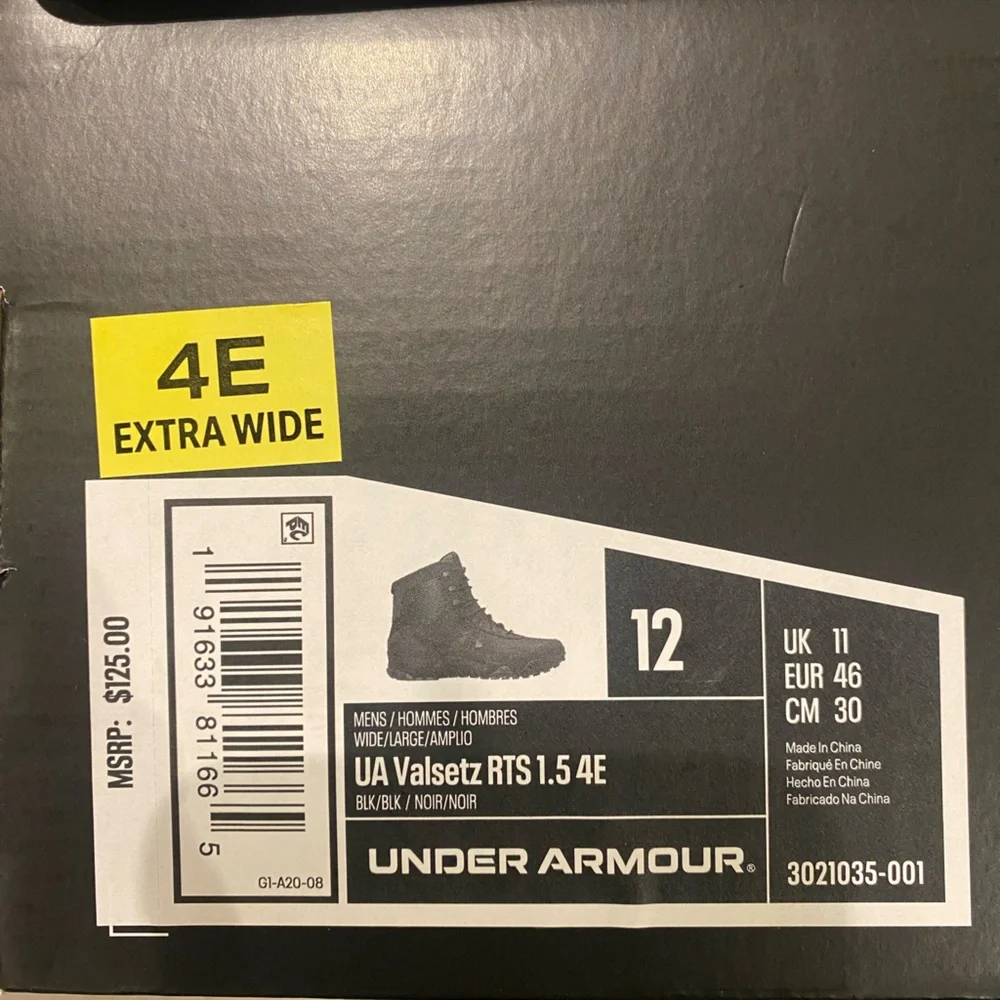 4E
EXTRA WIDE
MSRP: $125.00
1 91633 81166 5
G1-A20-08
12
MENS / HOMMES / HOMBRES
WIDE/LARGE/AMPLIO
UA Valsetz RTS 1.5 4E
BLK/BLK / NOIR/NOIR
UNDER ARMOUR®
UK 11
EUR 46
CM 30
Made In China
Fabriqué En Chine
Hecho En China
Fabricado Na China
3021035-001